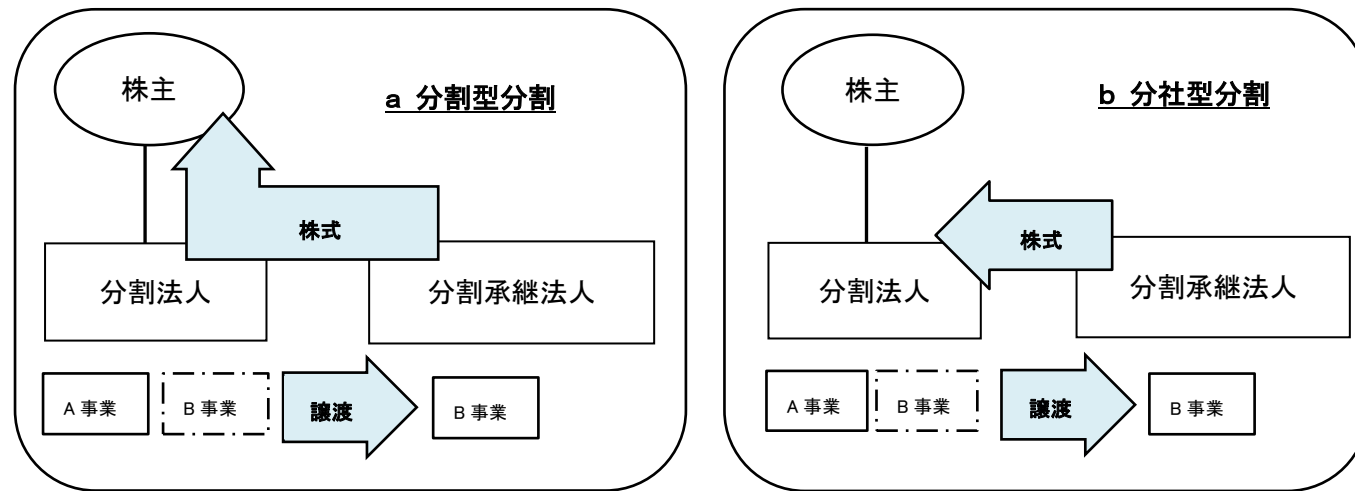 株主
a 分割型分割
株式
分割法人
分割承継法人
A 事業
B 事業
譲渡
B 事業
株主
b 分社型分割
株式
分割法人
分割承継法人
A 事業
B 事業
譲渡
B 事業